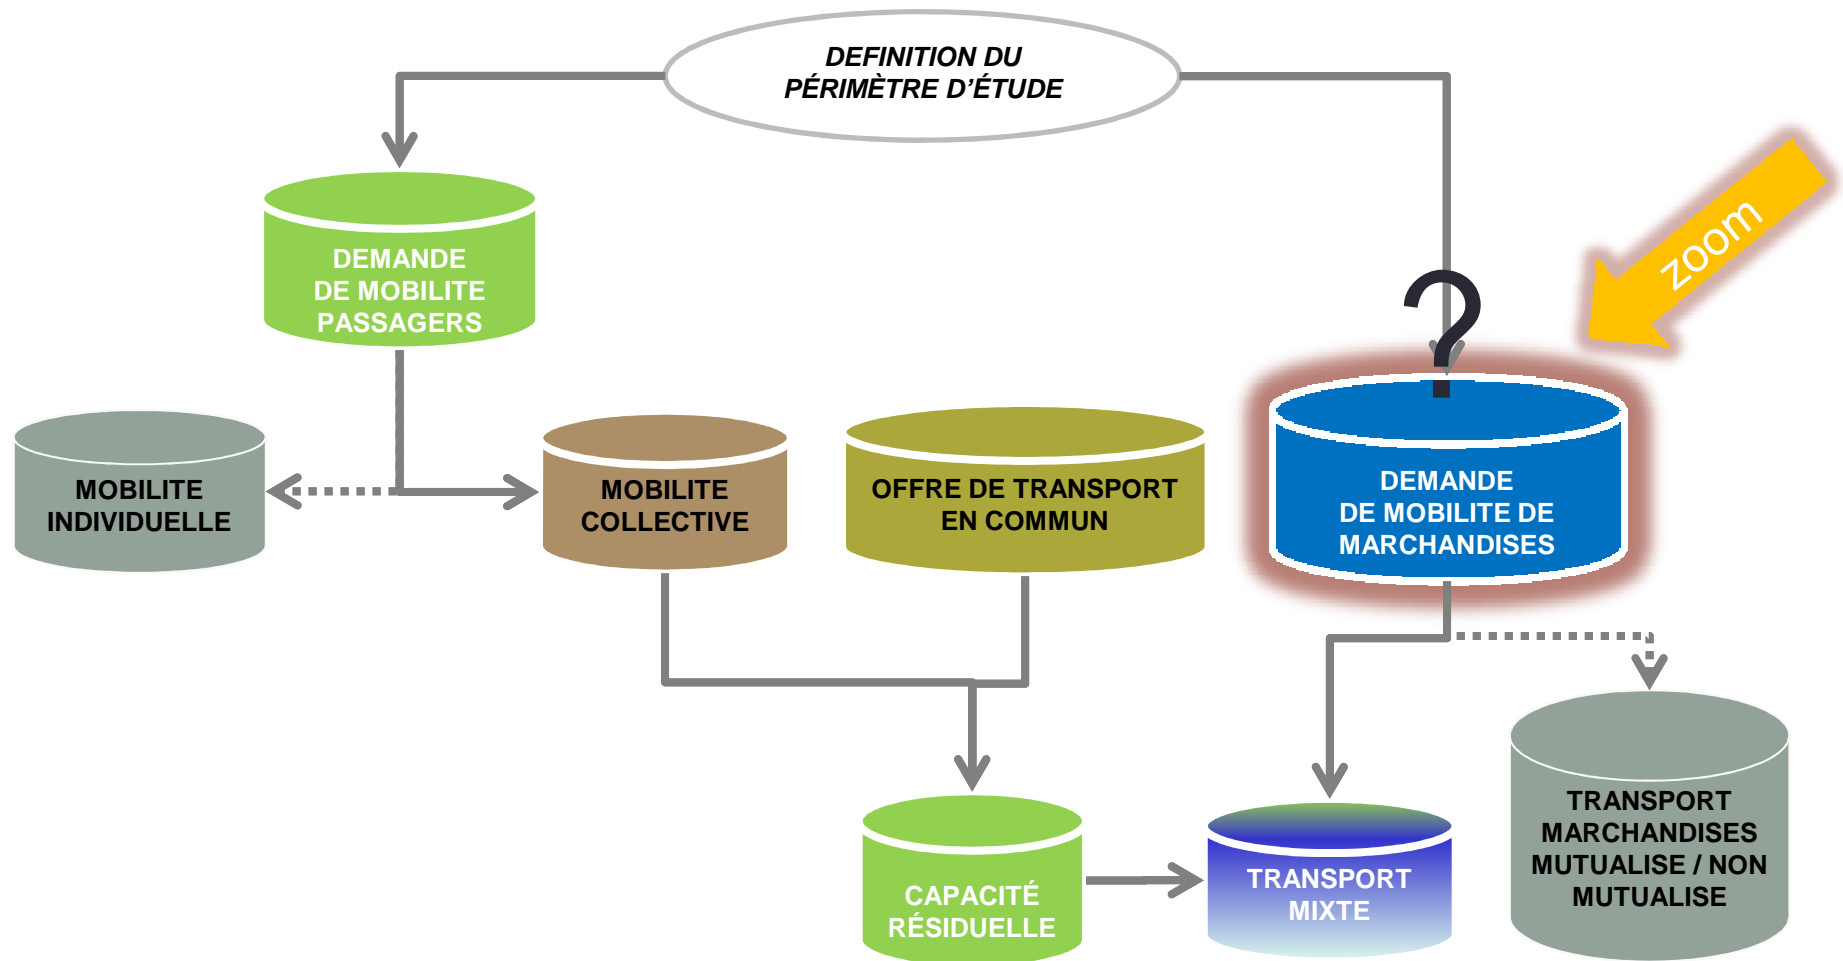 DEFINITION DU
PÉRIMÈTRE D'ÉTUDE
zoom
DEMANDE
DE MOBILITE
PASSAGERS
?
MOBILITE
INDIVIDUELLE
MOBILITE
COLLECTIVE
OFFRE DE TRANSPORT
EN COMMUN
DEMANDE
DE MOBILITE DE
MARCHANDISES
TRANSPORT
MARCHANDISES
MUTUALISE / NON
MUTUALISE
CAPACITÉ
RÉSIDUELLE
TRANSPORT
MIXTE